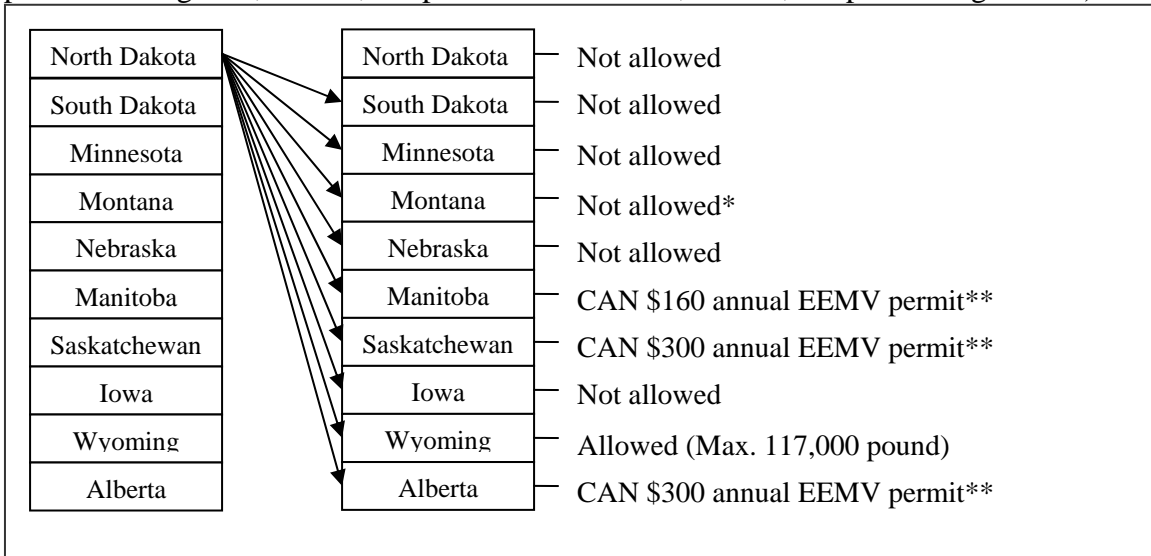 North Dakota North Dakota Not allowed
South Dakota South Dakota Not allowed
Minnesota Minnesota Not allowed
Montana Montana Not allowed*
Nebraska Nebraska Not allowed
Manitoba Manitoba CAN $160 annual EEMV permit**
Saskatchewan Saskatchewan CAN $300 annual EEMV permit**
Iowa Iowa Not allowed
Wyoming Wyoming Allowed (Max. 117,000 pound)
Alberta Alberta CAN $300 annual EEMV permit**